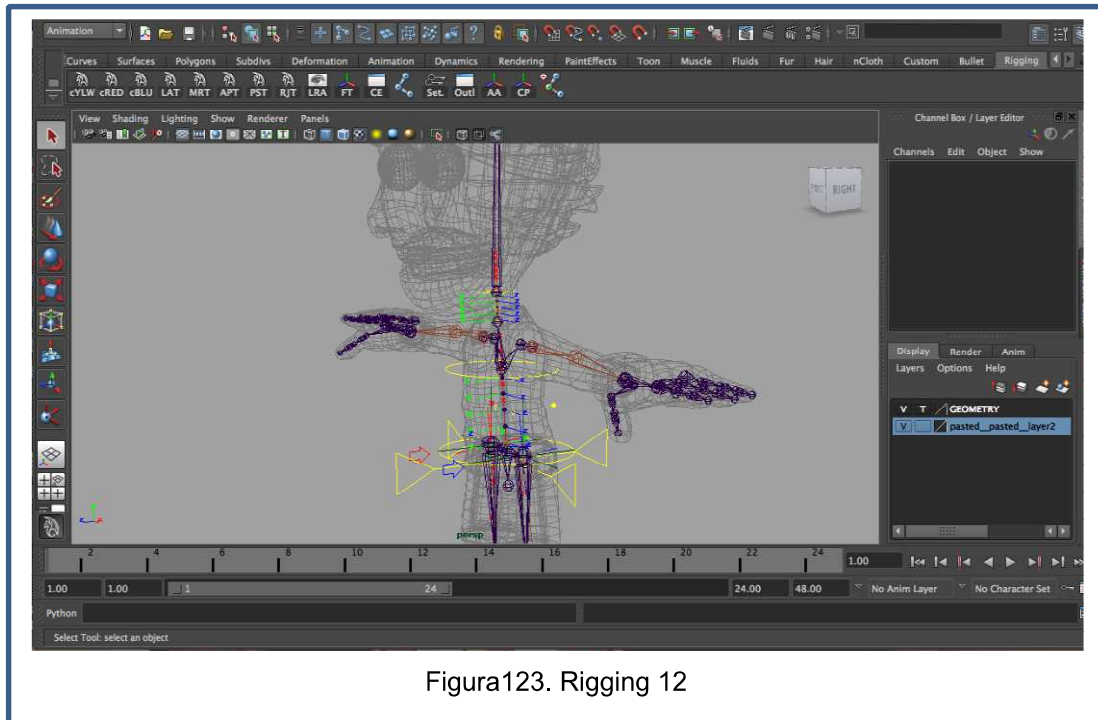 Animation
Curves Surfaces Polygons Subdivs Deformation Animation Dynamics Rendering PaintEffects Toon Muscle Fluids Fur Hair nCloth Custom Bullet Rigging
cYLW cRED cBLU LAT MRT APT PST RJT LRA FT CE Set. Outl AA CP
View Shading Lighting Show Renderer Panels
Channel Box / Layer Editor
Channels Edit Object Show
RIGHT
Display Render Anim
Layers Options Help
V T GEOMETRY
V pasted__pasted__layer2
persp
2 4 6 8 10 12 14 16 18 20 22 24
1.00
1.00 1.00 1 24 24.00 48.00 No Anim Layer No Character Set
Python
Select Tool: select an object
Figura123. Rigging 12